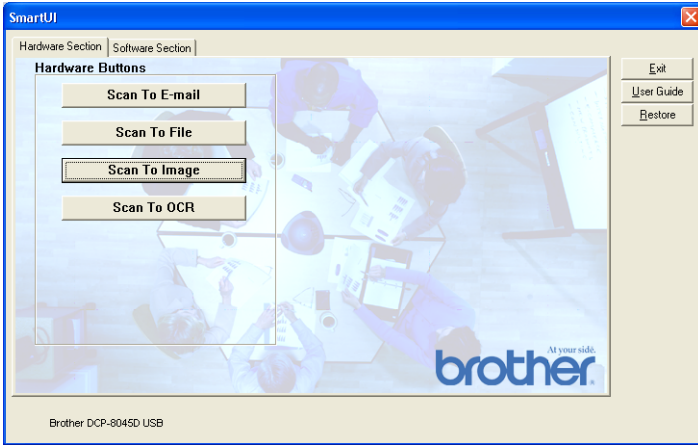 SmartUI
Hardware Section Software Section
Hardware Buttons
Scan To E-mail
Scan To File
Scan To Image
Scan To OCR
Exit
User Guide
Restore
At your side.
brother
Brother DCP-8045D USB